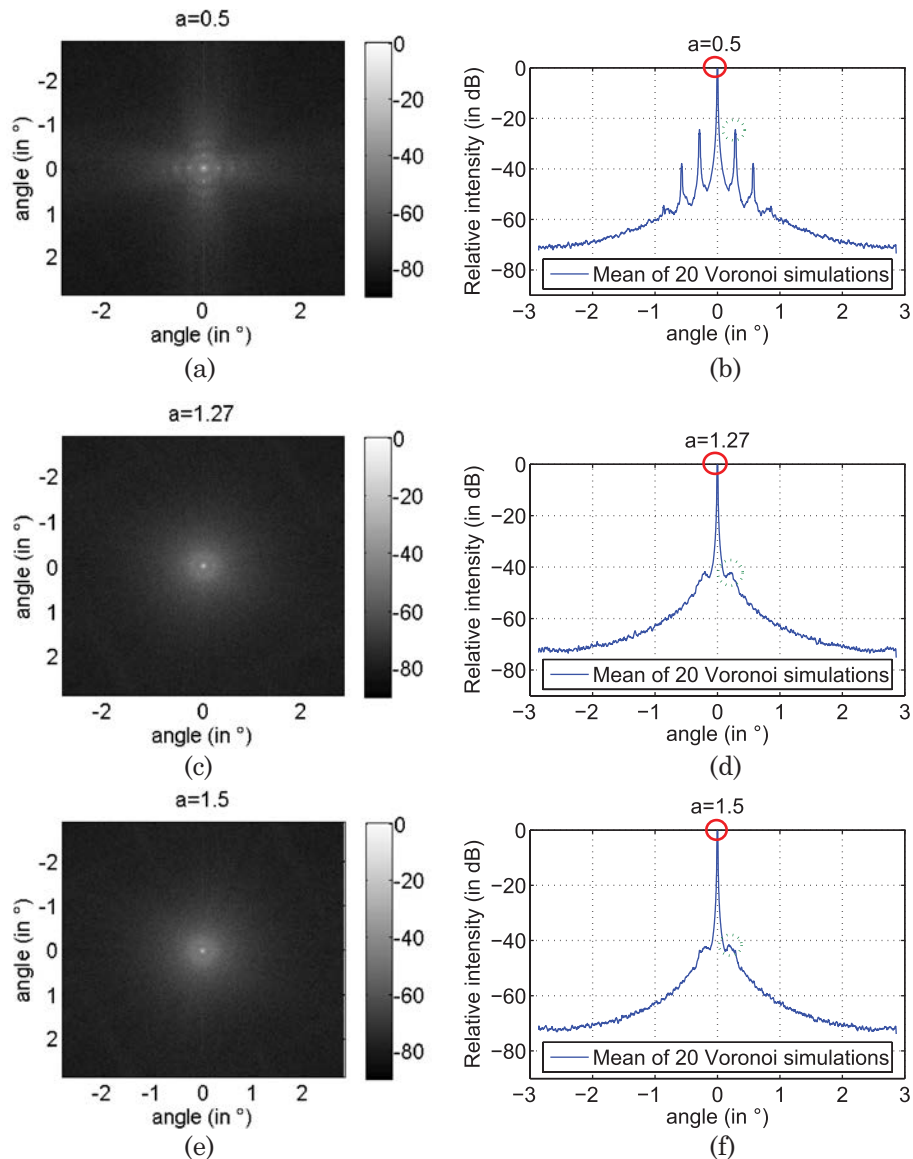 a=0.5
-2
-1
0
1
2
angle (in °)
-2 0 2
angle (in °)
0
-20
-40
-60
-80
(a)
a=0.5
Relative intensity (in dB)
0
−20
−40
−60
−80
Mean of 20 Voronoi simulations
−3 −2 −1 0 1 2 3
angle (in °)
(b)
a=1.27
-2
-1
0
1
2
angle (in °)
-2 0 2
angle (in °)
0
-20
-40
-60
-80
(c)
a=1.27
Relative intensity (in dB)
0
−20
−40
−60
−80
Mean of 20 Voronoi simulations
−3 −2 −1 0 1 2 3
angle (in °)
(d)
a=1.5
-2
-1
0
1
2
angle (in °)
-2 -1 0 1 2
angle (in °)
0
-20
-40
-60
-80
(e)
a=1.5
Relative intensity (in dB)
0
−20
−40
−60
−80
Mean of 20 Voronoi simulations
−3 −2 −1 0 1 2 3
angle (in °)
(f)